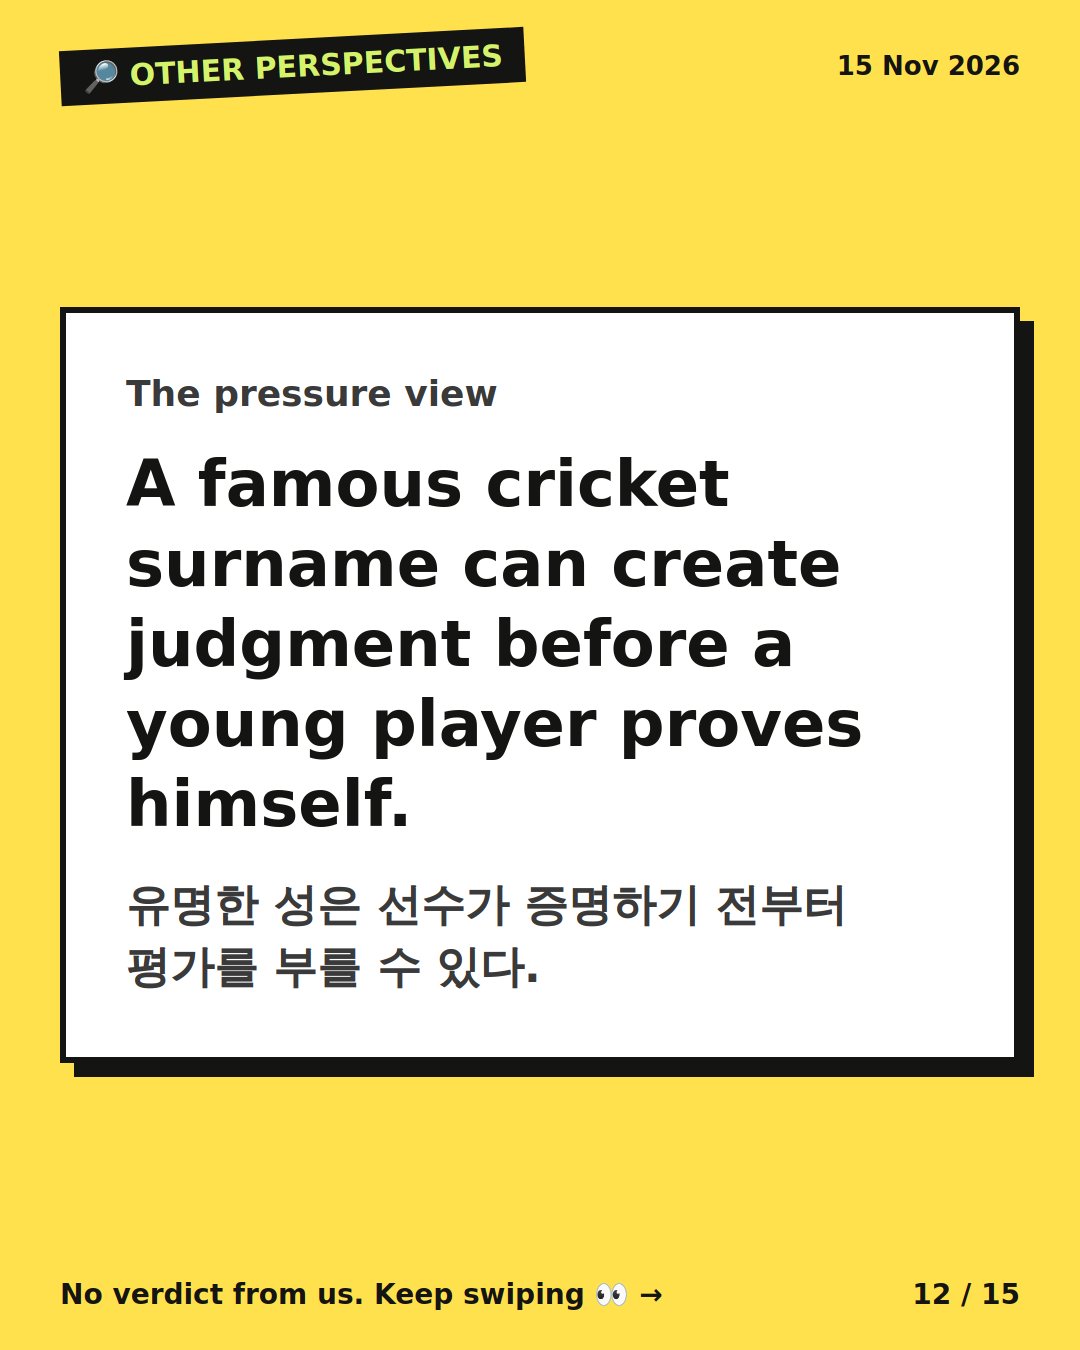 🔎 OTHER PERSPECTIVES
15 Nov 2026
The pressure view
A famous cricket
surname can create
judgment before a
young player proves
himself.
유명한 성은 선수가 증명하기 전부터
평가를 부를 수 있다.
No verdict from us. Keep swiping 👀 →
12 / 15